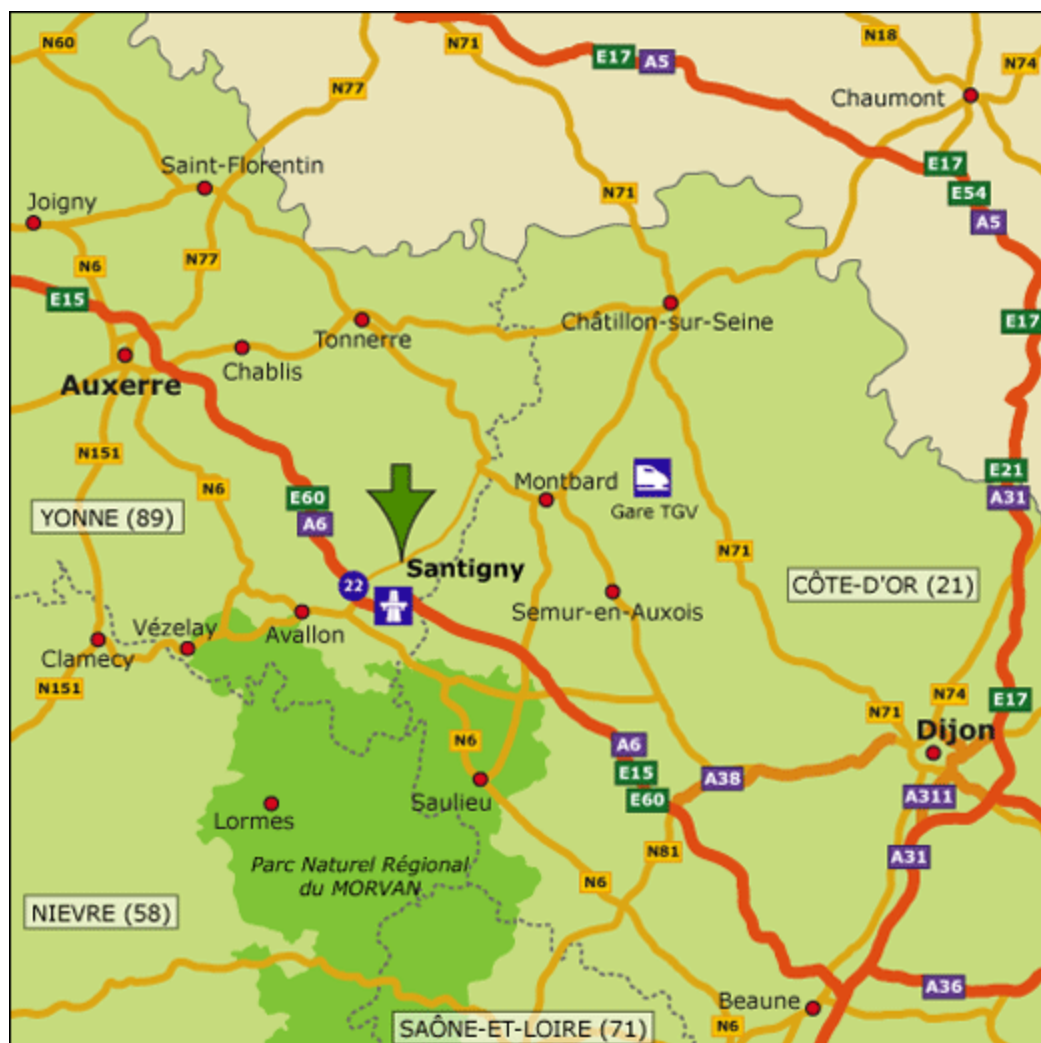 N60
N71
E17
A5
N18
N74
N77
Chaumont
Saint-Florentin
E17
E54
A5
Joigny
N71
N6
N77
E15
Châtillon-sur-Seine
E17
Tonnerre
Chablis
Auxerre
N151
E21
A31
N6
Montbard
Gare TGV
E60
A6
YONNE (89)
N71
Santigny
22
CÔTE-D'OR (21)
Semur-en-Auxois
Avallon
Vézelay
Clamecy
N151
N74
E17
N71
Dijon
N6
A6
E15
E60
A38
A311
Saulieu
Lormes
N81
A31
Parc Naturel Régional
du MORVAN
N6
NIEVRE (58)
A36
Beaune
N6
SAÔNE-ET-LOIRE (71)